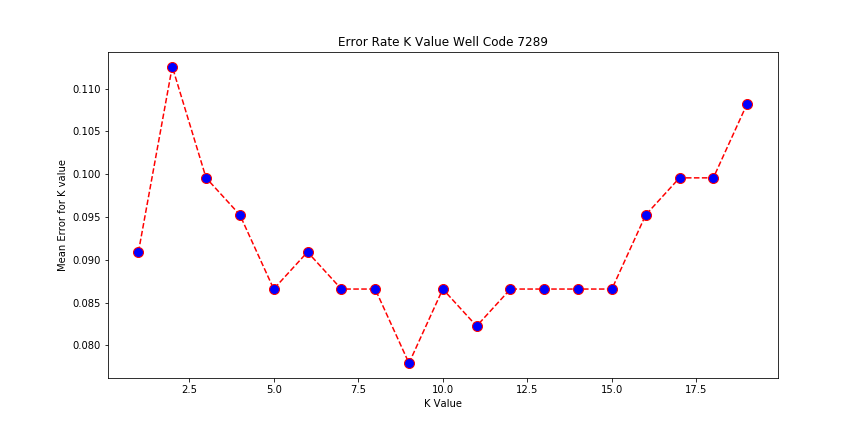 Error Rate K Value Well Code 7289
Mean Error for K value
0.110
0.105
0.100
0.095
0.090
0.085
0.080
2.5 5.0 7.5 10.0 12.5 15.0 17.5
K Value